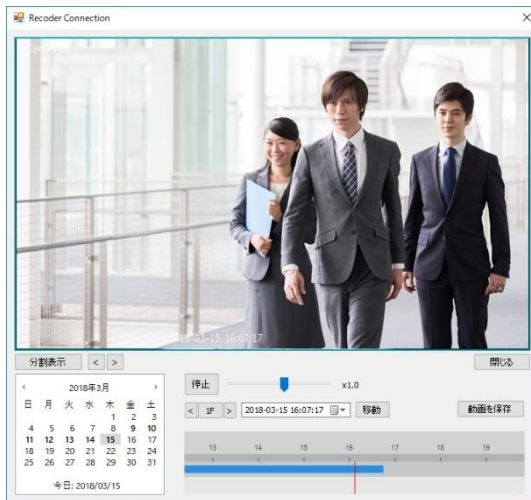 Recoder Connection
2018-03-15 16:07:17
分割表示 < > 閉じる
2018年3月
日 月 火 水 木 金 土
1 2 3
4 5 6 7 8 9 10
11 12 13 14 15 16 17
18 19 20 21 22 23 24
25 26 27 28 29 30 31
今日: 2018/03/15
停止 x1.0
< 1F > 2018-03-15 16:07:17 移動 動画を保存
13 14 15 16 17 18 19